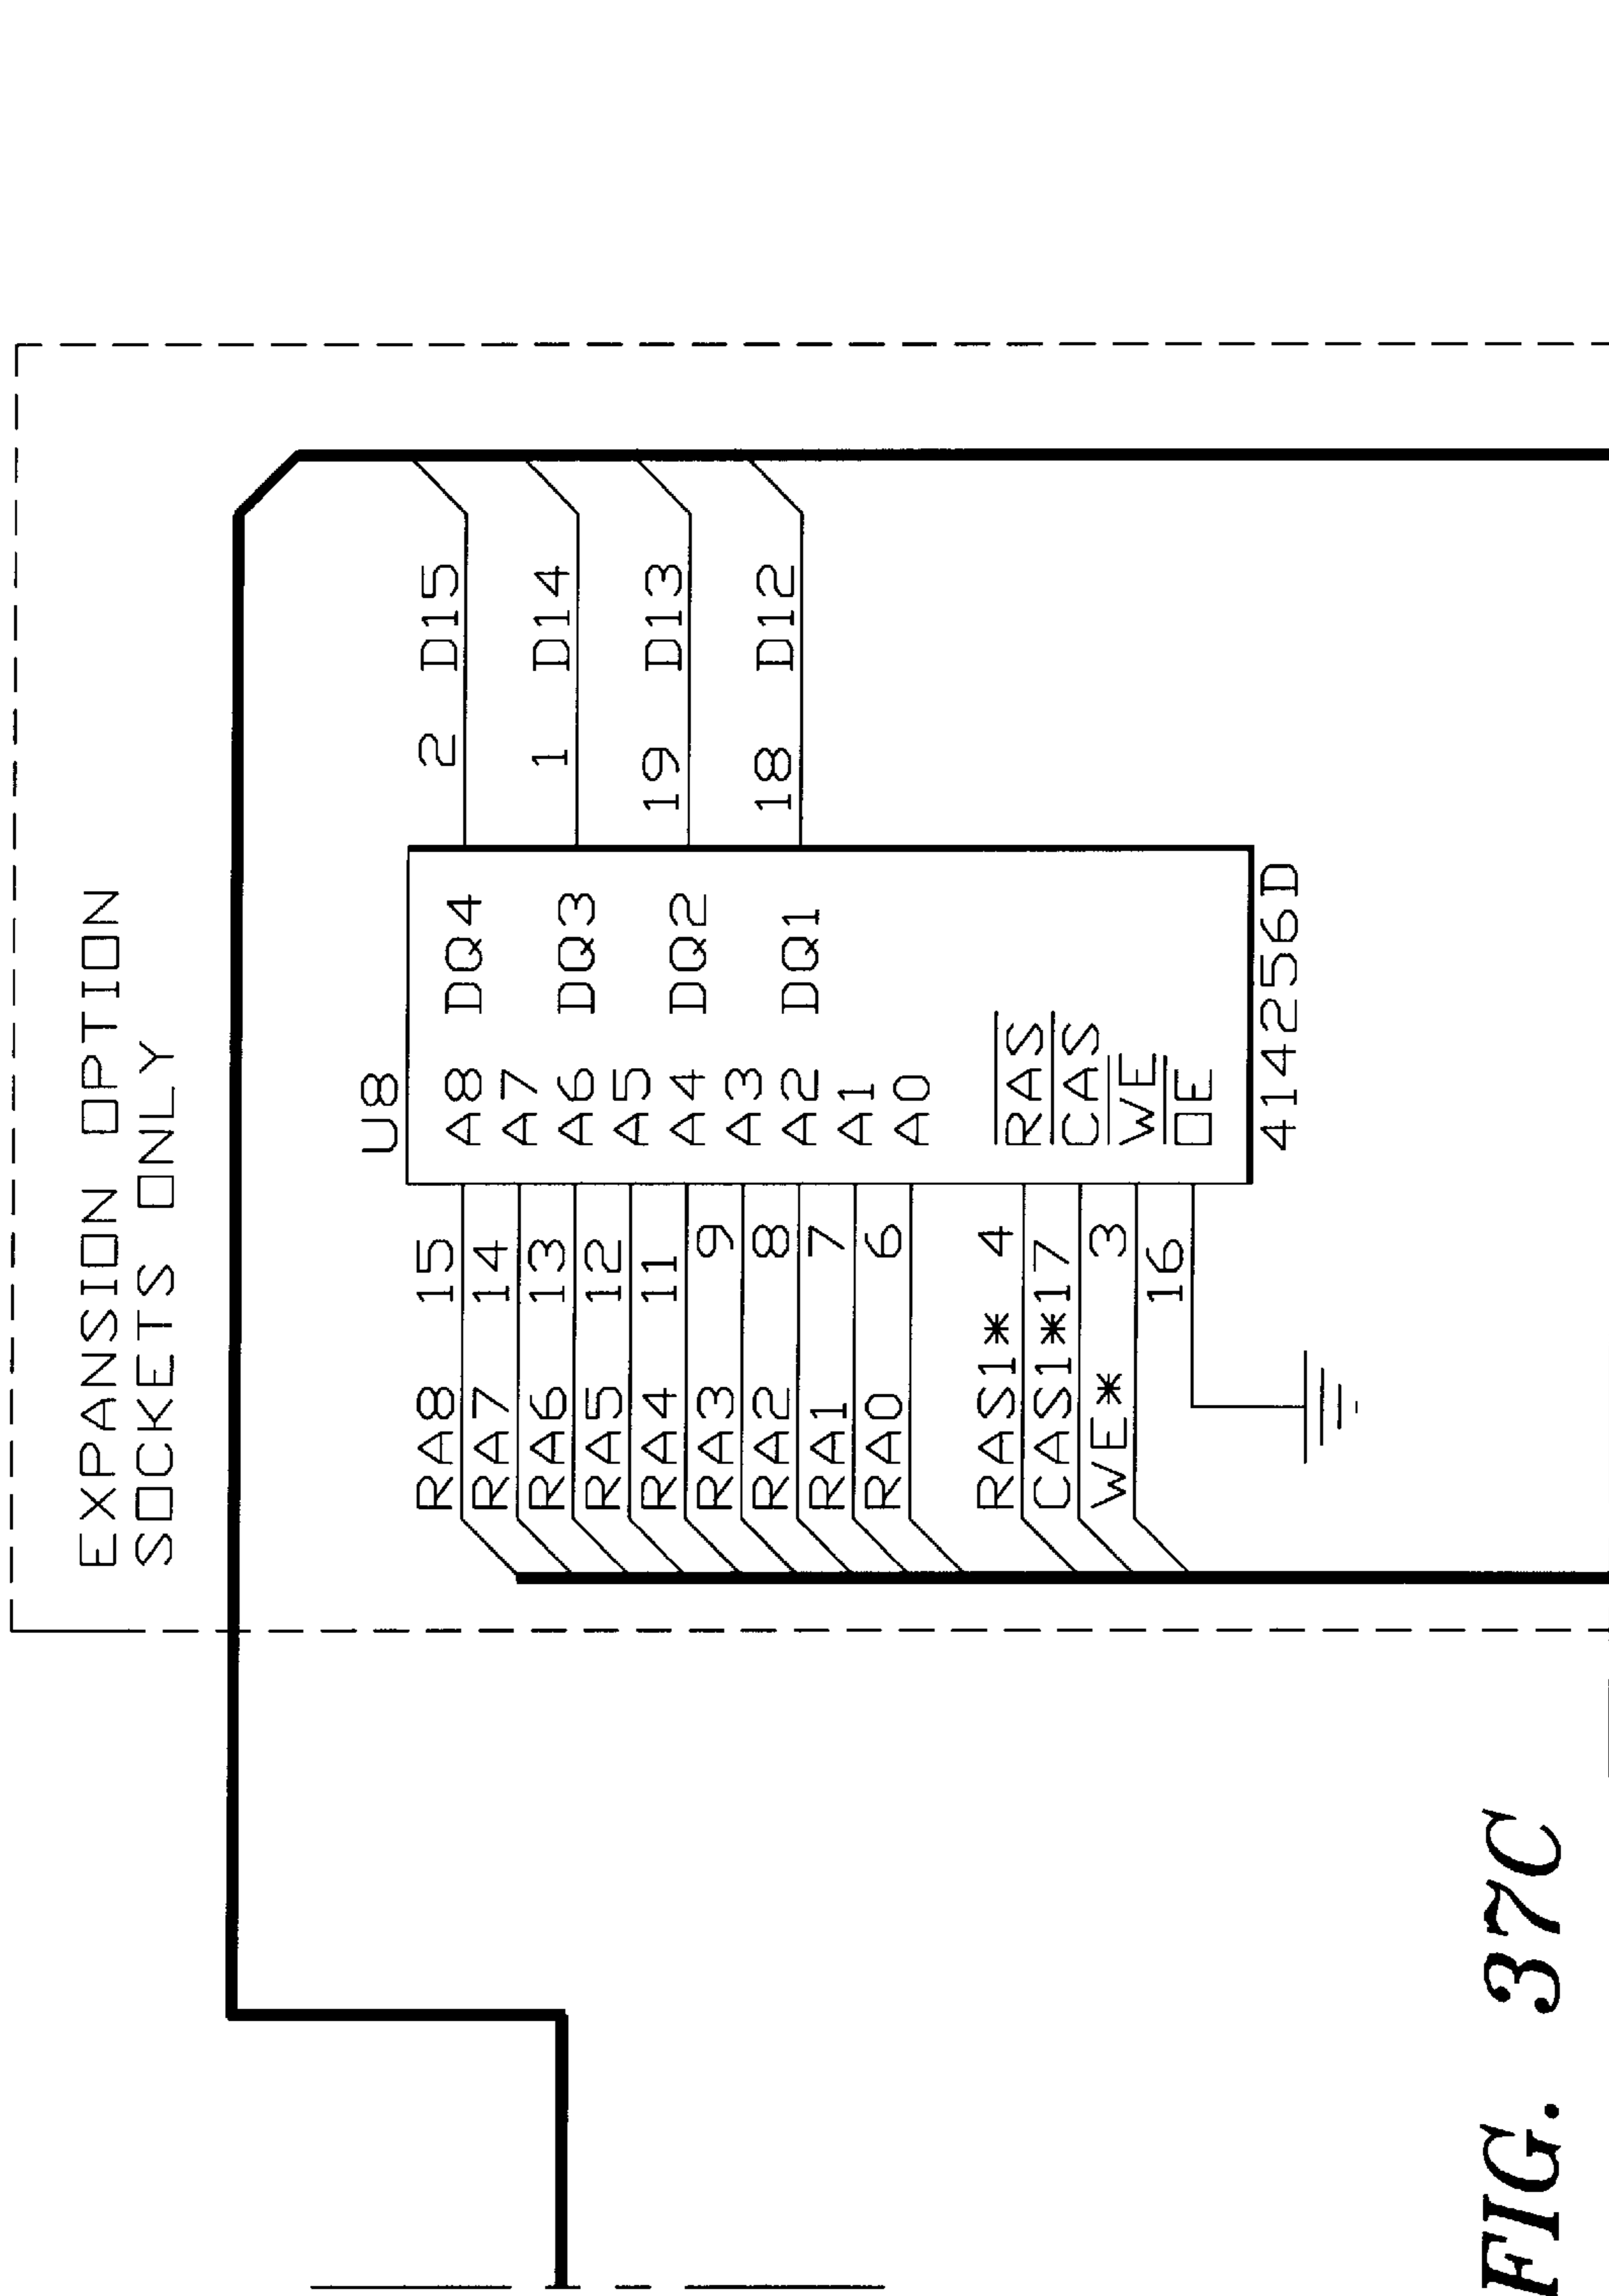 EXPANSION OPTION
SOCKETS ONLY
U8
RA8 15 A8 DQ4 2 D15
RA7 14 A7
RA6 13 A6 DQ3 1 D14
RA5 12 A5
RA4 11 A4 DQ2 19 D13
RA3 9 A3
RA2 8 A2 DQ1 18 D12
RA1 7 A1
RA0 6 A0
RAS1* 4 RAS
CAS1*17 CAS
WE* 3 WE
16 OE
414256D
FIG. 37C